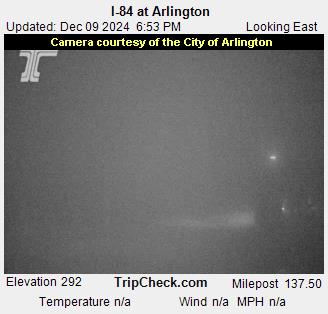 I-84 at Arlington
Updated: Dec 09 2024 6:53 PM Looking East
Camera courtesy of the City of Arlington
Elevation 292 TripCheck.com Milepost 137.50
Temperature n/a Wind n/a MPH n/a